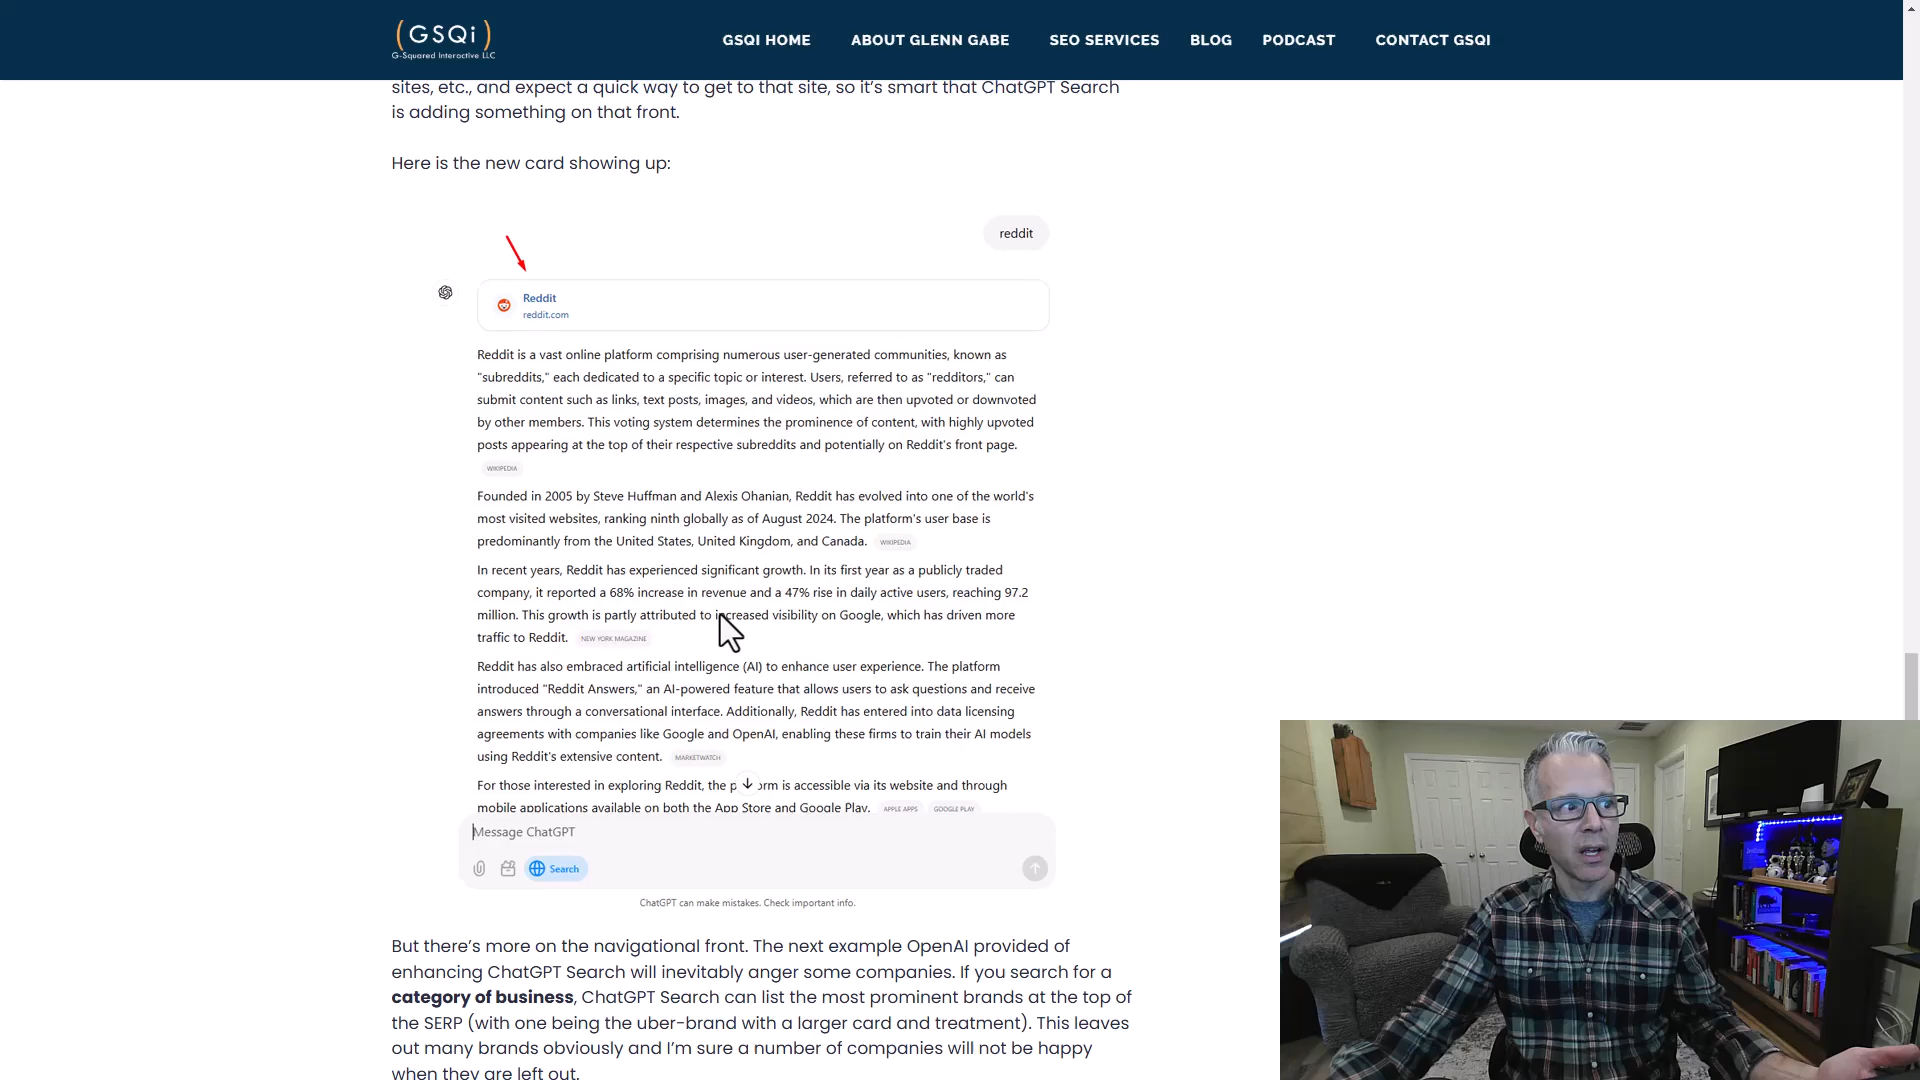 (GSQi)
G-Squared Interactive LLC
GSQI HOME
ABOUT GLENN GABE
SEO SERVICES
BLOG
PODCAST
CONTACT GSQI
sites, etc., and expect a quick way to get to that site, so it’s smart that ChatGPT Search
is adding something on that front.
Here is the new card showing up:
reddit
Reddit
reddit.com
Reddit is a vast online platform comprising numerous user-generated communities, known as
"subreddits," each dedicated to a specific topic or interest. Users, referred to as "redditors," can
submit content such as links, text posts, images, and videos, which are then upvoted or downvoted
by other members. This voting system determines the prominence of content, with highly upvoted
posts appearing at the top of their respective subreddits and potentially on Reddit's front page.
WIKIPEDIA
Founded in 2005 by Steve Huffman and Alexis Ohanian, Reddit has evolved into one of the world's
most visited websites, ranking ninth globally as of August 2024. The platform's user base is
predominantly from the United States, United Kingdom, and Canada. WIKIPEDIA
In recent years, Reddit has experienced significant growth. In its first year as a publicly traded
company, it reported a 68% increase in revenue and a 47% rise in daily active users, reaching 97.2
million. This growth is partly attributed to increased visibility on Google, which has driven more
traffic to Reddit. NEW YORK MAGAZINE
Reddit has also embraced artificial intelligence (AI) to enhance user experience. The platform
introduced "Reddit Answers," an AI-powered feature that allows users to ask questions and receive
answers through a conversational interface. Additionally, Reddit has entered into data licensing
agreements with companies like Google and OpenAI, enabling these firms to train their AI models
using Reddit's extensive content. MARKETWATCH
For those interested in exploring Reddit, the p orm is accessible via its website and through
mobile applications available on both the App Store and Google Play. APPLE APPS GOOGLE PLAY
Message ChatGPT
Search
ChatGPT can make mistakes. Check important info.
But there’s more on the navigational front. The next example OpenAI provided of
enhancing ChatGPT Search will inevitably anger some companies. If you search for a
category of business, ChatGPT Search can list the most prominent brands at the top of
the SERP (with one being the uber-brand with a larger card and treatment). This leaves
out many brands obviously and I’m sure a number of companies will not be happy
when they are left out.